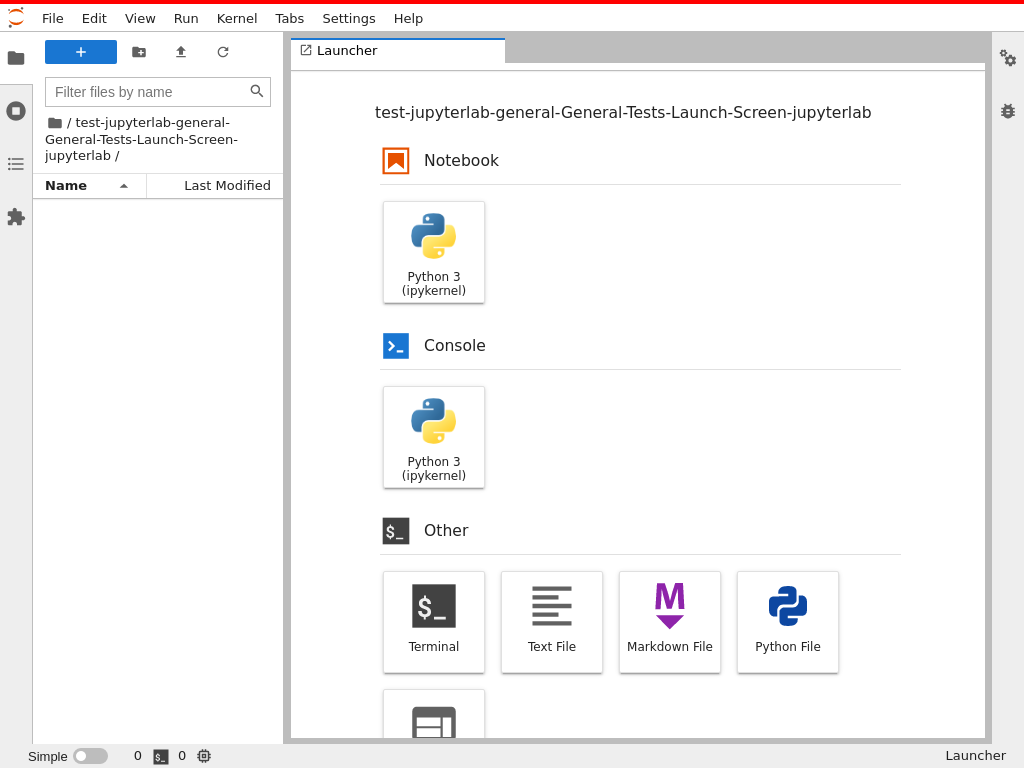 File Edit View Run Kernel Tabs Settings Help
Launcher
Filter files by name
/ test-jupyterlab-general-
General-Tests-Launch-Screen-
jupyterlab /
Name Last Modified
test-jupyterlab-general-General-Tests-Launch-Screen-jupyterlab
Notebook
Python 3
(ipykernel)
Console
Python 3
(ipykernel)
$_ Other
$_
Terminal
Text File
M
Markdown File
Python File
Simple 0 $_ 0 Launcher